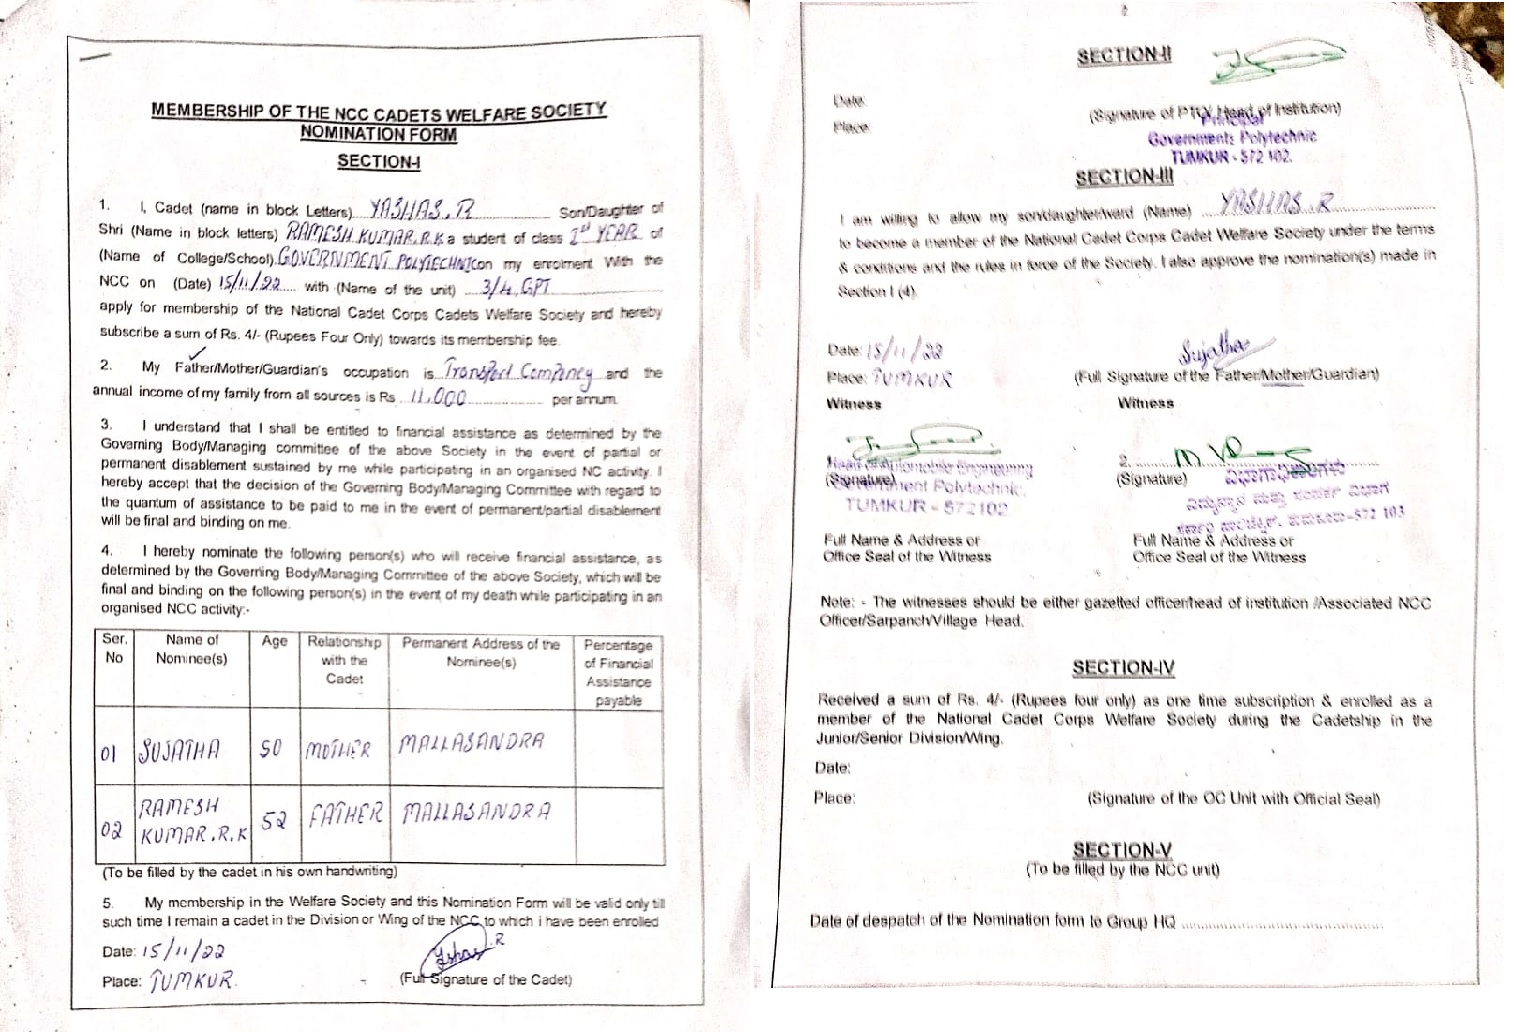 MEMBERSHIP OF THE NCC CADETS WELFARE SOCIETY
NOMINATION FORM
SECTION-I
1. I, Cadet (name in block Letters) YASHAS.R Son/Daughter of
Shri (Name in block letters) RAMESH KUMAR.R.K a student of class 1st YEAR of
(Name of College/School) GOVERNMENT POLYTECHNIC on my enrolment With the
NCC on (Date) 15/11/22 with (Name of the unit) 3/4 GPT
apply for membership of the National Cadet Corps Cadets Welfare Society and hereby
subscribe a sum of Rs. 4/- (Rupees Four Only) towards its membership fee.
2. My Father/Mother/Guardian's occupation is Transport Company and the
annual income of my family from all sources is Rs 11,000 per annum.
3. I understand that I shall be entitled to financial assistance as determined by the
Governing Body/Managing committee of the above Society in the event of partial or
permanent disablement sustained by me while participating in an organised NC activity. I
hereby accept that the decision of the Governing Body/Managing Committee with regard to
the quantum of assistance to be paid to me in the event of permanent/partial disablement
will be final and binding on me.
4. I hereby nominate the following person(s) who will receive financial assistance, as
determined by the Governing Body/Managing Committee of the above Society, which will be
final and binding on the following person(s) in the event of my death while participating in an
organised NCC activity:-
Ser. No Name of Nominee(s) Age Relationship with the Cadet Permanent Address of the Nominee(s) Percentage of Financial Assistance payable
01 SUJATHA 50 MOTHER MALLASANDRA
02 RAMESH KUMAR.R.K 52 FATHER MALLASANDRA
(To be filled by the cadet in his own handwriting)
5. My membership in the Welfare Society and this Nomination Form will be valid only till
such time I remain a cadet in the Division or Wing of the NCC to which i have been enrolled
Date: 15/11/22
Place: TUMKUR.
(Full Signature of the Cadet)
SECTION-II
Date:
Place:
(Signature of Head of Institution)
Principal
Government Polytechnic
TUMKUR - 572 102.
SECTION-III
I am willing to allow my son/daughter/ward (Name) YASHAS.R
to become a member of the National Cadet Corps Cadet Welfare Society under the terms
& conditions and the rules in force of the Society. I also approve the nomination(s) made in
Section I (4).
Date: 15/11/22
Place: TUMKUR
Sujatha
(Full Signature of the Father/Mother/Guardian)
Witness
Witness
Head of Automobile Engineering
(Signature)
Government Polytechnic,
TUMKUR - 572102
2.
(Signature)
Full Name & Address or
Office Seal of the Witness
Full Name & Address or
Office Seal of the Witness
Note: - The witnesses should be either gazetted officer/head of institution /Associated NCC
Officer/Sarpanch/Village Head.
SECTION-IV
Received a sum of Rs. 4/- (Rupees four only) as one time subscription & enrolled as a
member of the National Cadet Corps Welfare Society during the Cadetship in the
Junior/Senior Division/Wing.
Date:
Place:
(Signature of the OC Unit with Official Seal)
SECTION-V
(To be filled by the NCC unit)
Date of despatch of the Nomination form to Group HQ